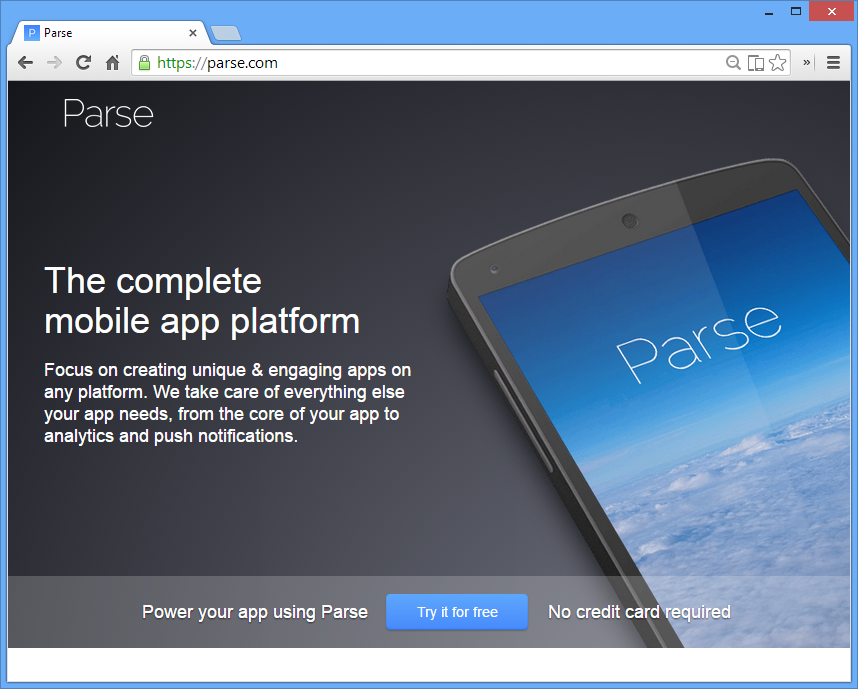 P Parse
https://parse.com
Parse
The complete
mobile app platform
Focus on creating unique & engaging apps on
any platform. We take care of everything else
your app needs, from the core of your app to
analytics and push notifications.
Parse
Power your app using Parse Try it for free No credit card required